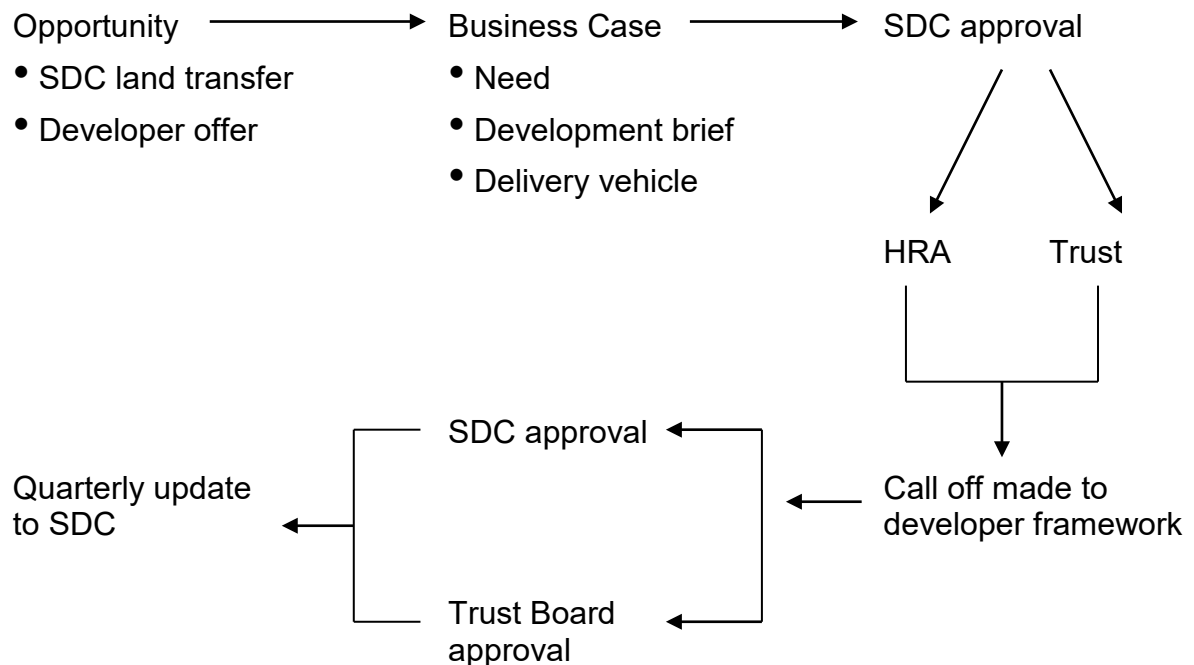 Opportunity
• SDC land transfer
• Developer offer
Business Case
• Need
• Development brief
• Delivery vehicle
SDC approval
HRA
Trust
Call off made to
developer framework
SDC approval
Trust Board
approval
Quarterly update
to SDC